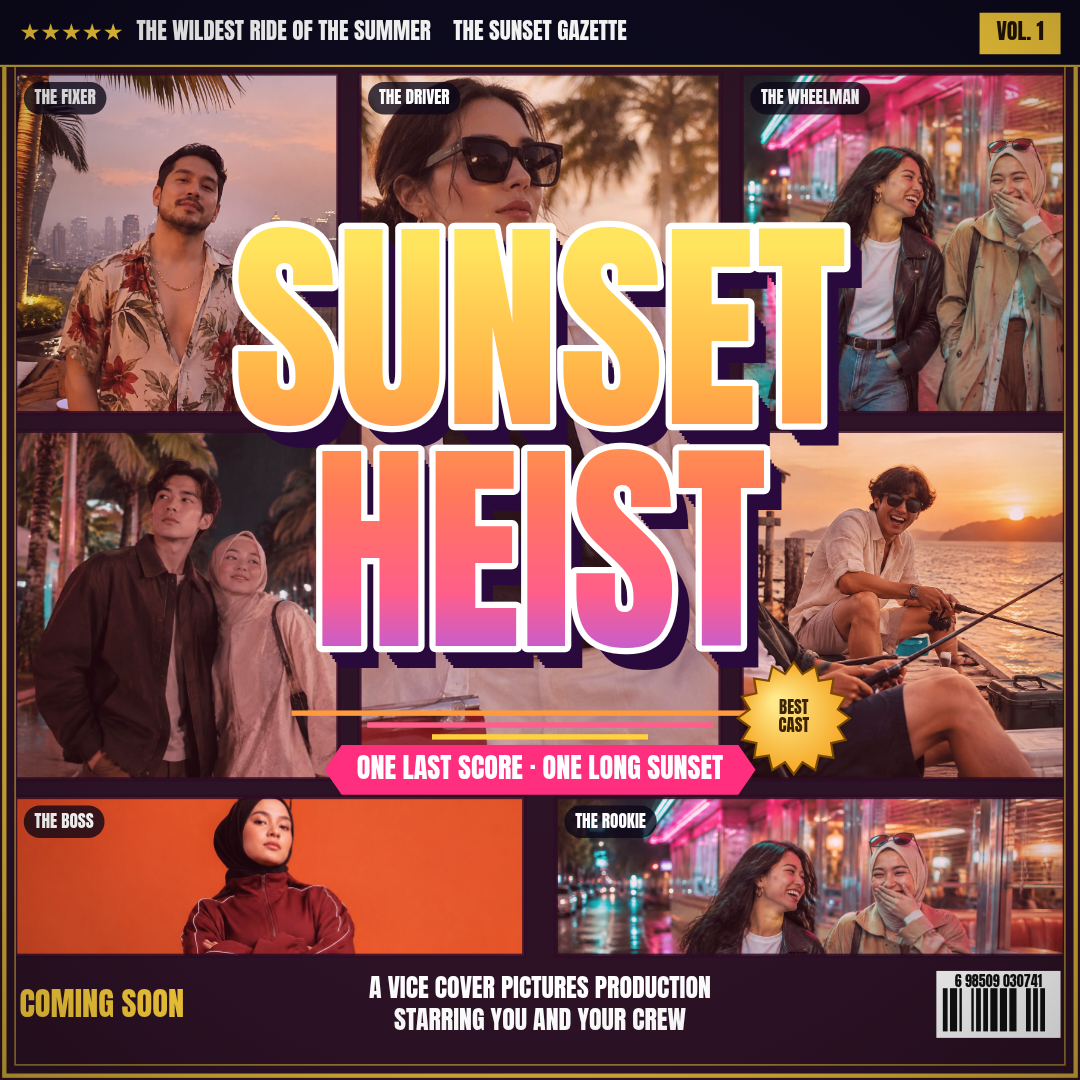 ★★★★★ THE WILDEST RIDE OF THE SUMMER THE SUNSET GAZETTE
VOL. 1
THE FIXER
THE DRIVER
THE WHEELMAN
SUNSET
HEIST
BEST
CAST
ONE LAST SCORE · ONE LONG SUNSET
THE BOSS
THE ROOKIE
COMING SOON
A VICE COVER PICTURES PRODUCTION
STARRING YOU AND YOUR CREW
6 98509 030741